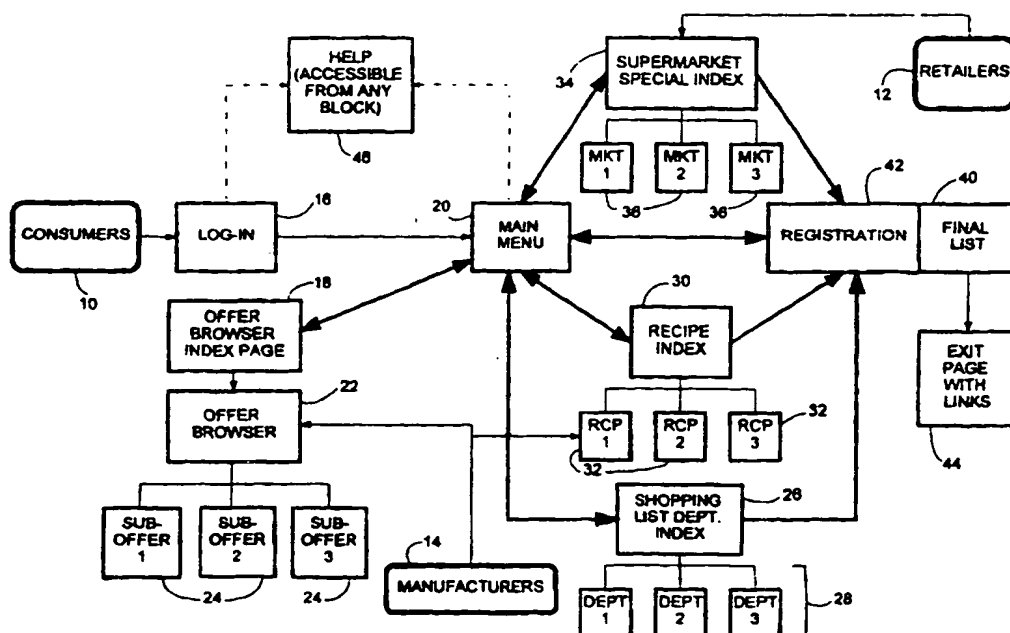 HELP
(ACCESSIBLE
FROM ANY
BLOCK)
46
34
SUPERMARKET
SPECIAL INDEX
RETAILERS
12
MKT
1
MKT
2
MKT
3
36
36
42
40
CONSUMERS
10
16
LOG-IN
20
MAIN
MENU
REGISTRATION
FINAL
LIST
18
OFFER
BROWSER
INDEX PAGE
30
RECIPE
INDEX
EXIT
PAGE
WITH
LINKS
44
22
OFFER
BROWSER
RCP
1
RCP
2
RCP
3
32
32
26
SHOPPING
LIST DEPT.
INDEX
SUB-
OFFER
1
SUB-
OFFER
2
SUB-
OFFER
3
24
24
14
MANUFACTURERS
DEPT
1
DEPT
2
DEPT
3
28